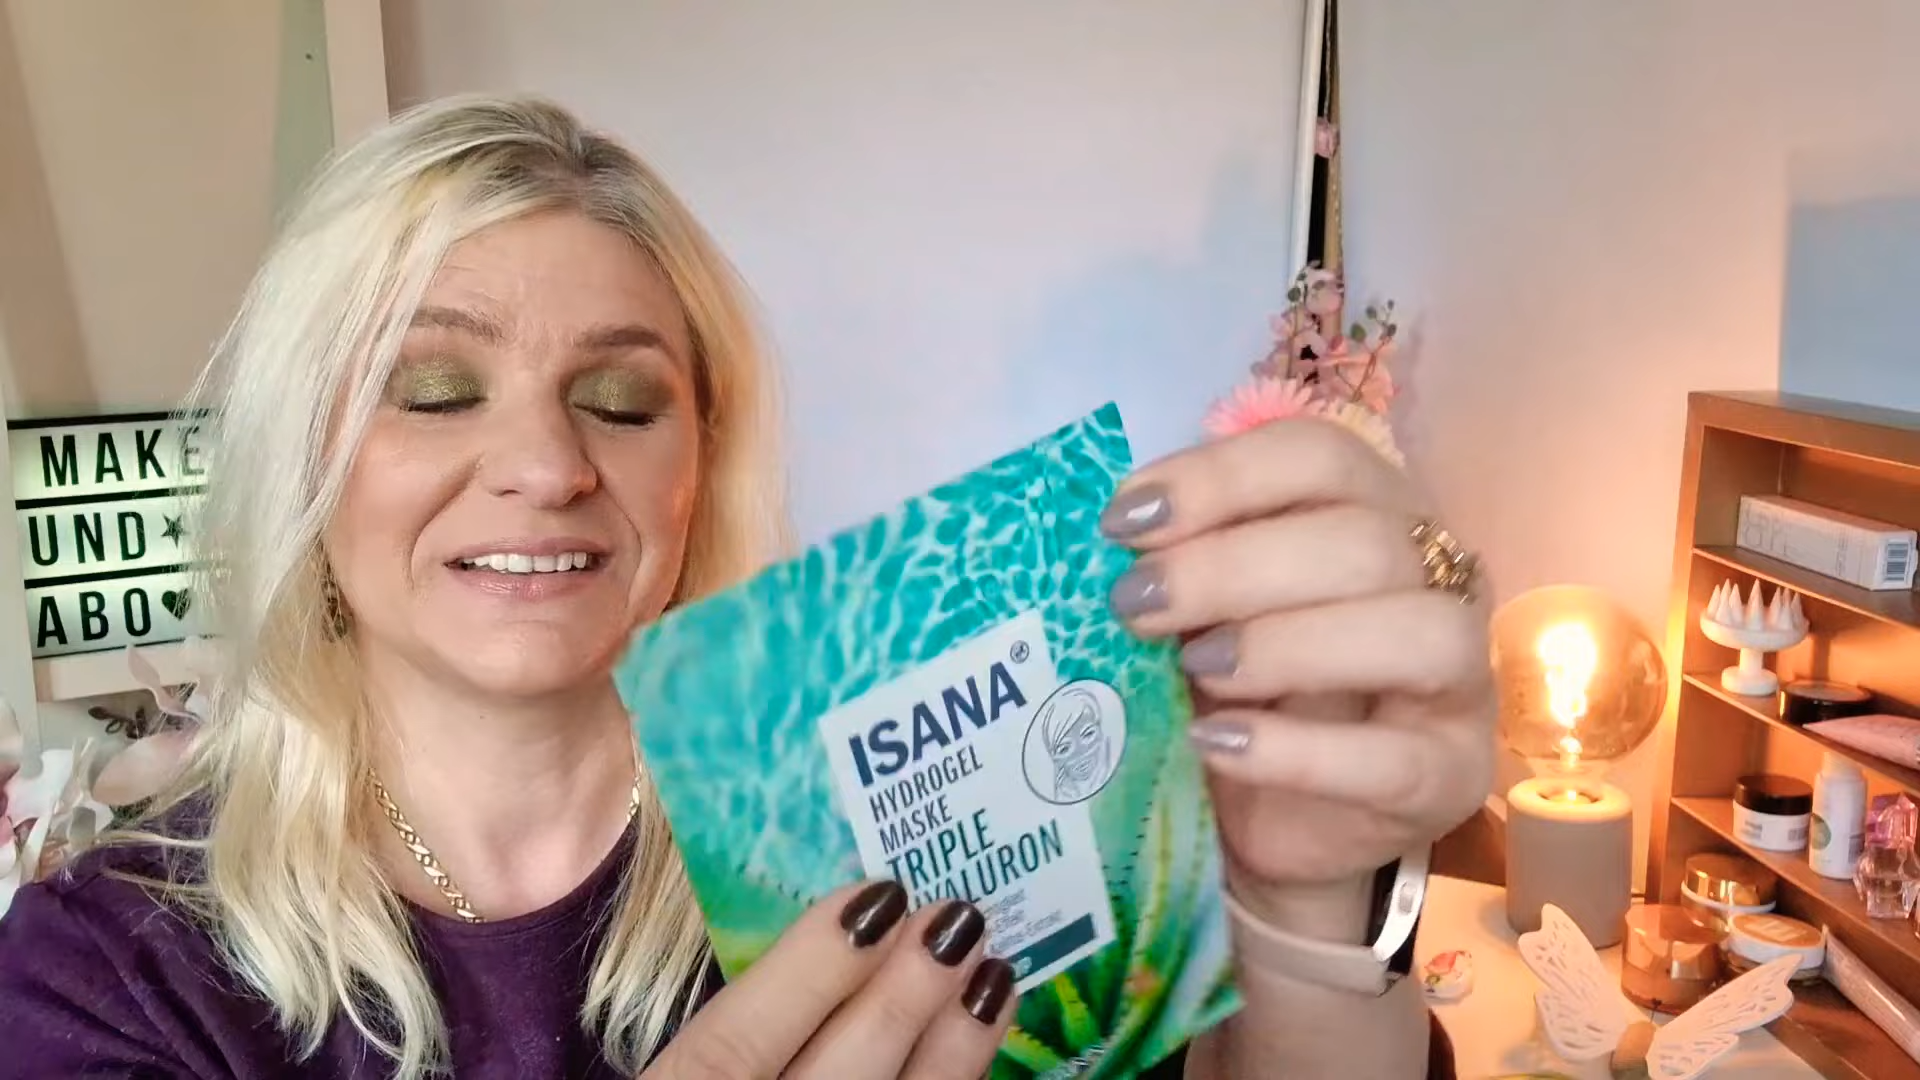 MAKE
UND★
ABO♥
ISANA®
HYDROGEL
MASKE
TRIPLE
HYALURON